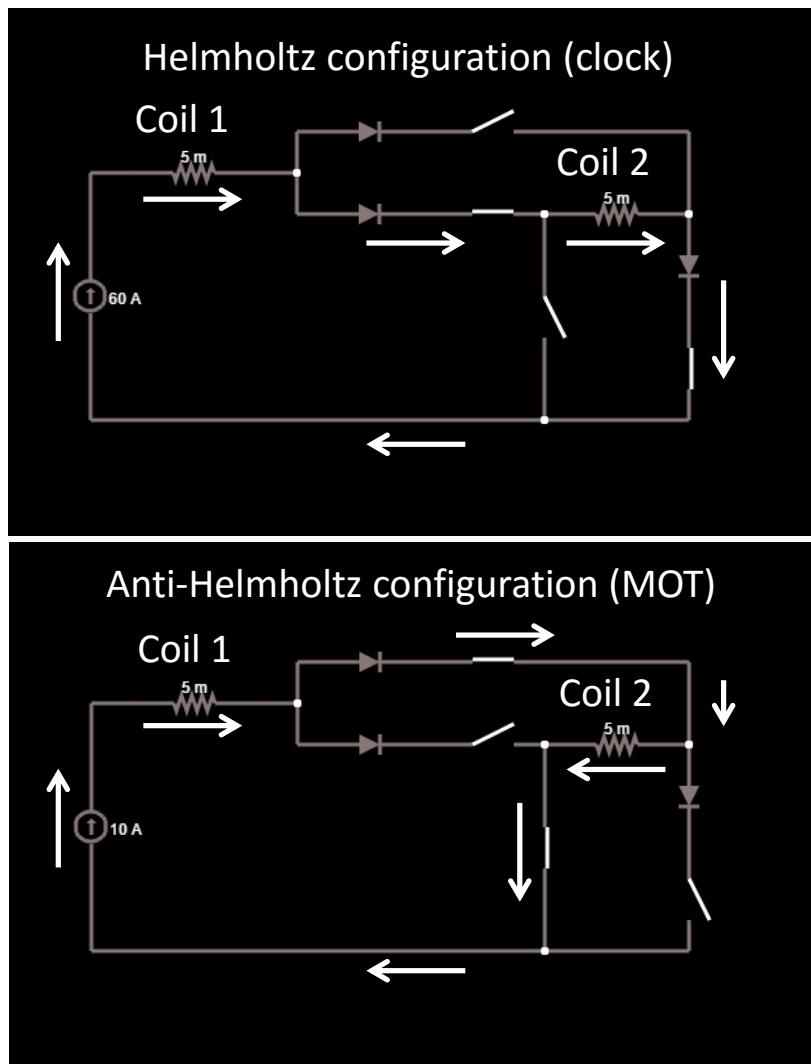 Helmholtz configuration (clock)
Coil 1
5 m
Coil 2
5 m
60 A
Anti-Helmholtz configuration (MOT)
Coil 1
5 m
Coil 2
5 m
10 A